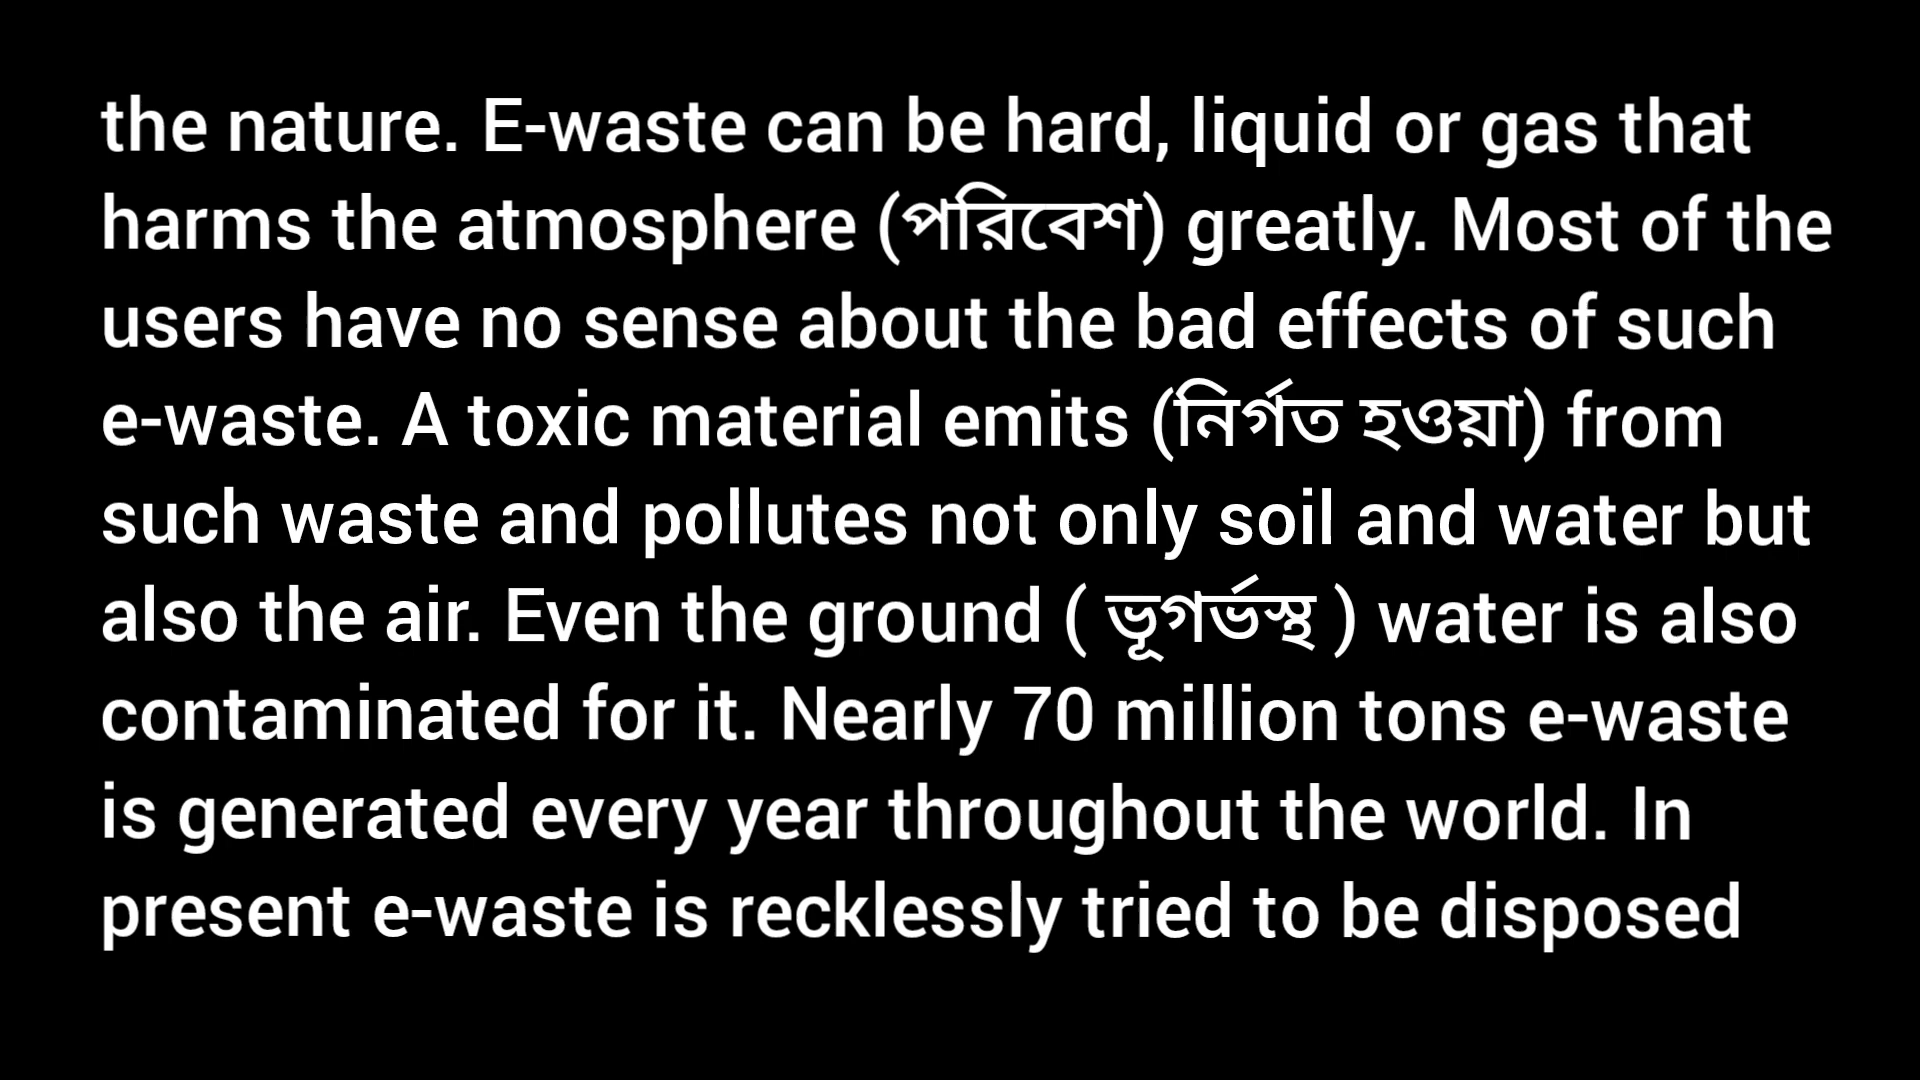 the nature. E-waste can be hard, liquid or gas that
harms the atmosphere (পরিবেশ) greatly. Most of the
users have no sense about the bad effects of such
e-waste. A toxic material emits (নির্গত হওয়া) from
such waste and pollutes not only soil and water but
also the air. Even the ground ( ভূগর্ভস্থ ) water is also
contaminated for it. Nearly 70 million tons e-waste
is generated every year throughout the world. In
present e-waste is recklessly tried to be disposed